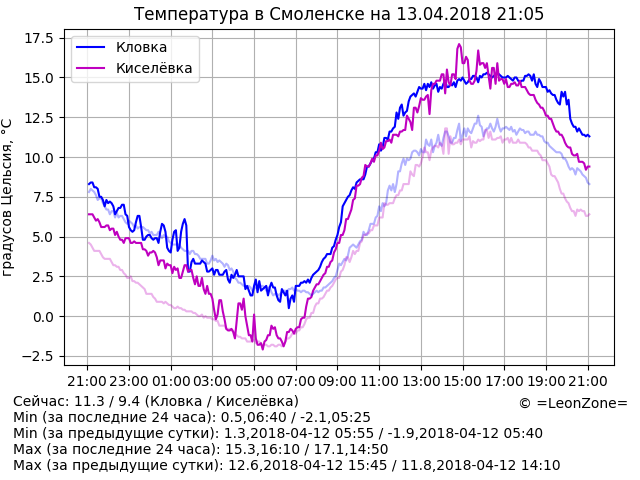 Температура в Смоленске на 13.04.2018 21:05
17.5
15.0
12.5
10.0
7.5
5.0
2.5
0.0
−2.5
градусов Цельсия, °C
Кловка
Киселёвка
21:00 23:00 01:00 03:00 05:00 07:00 09:00 11:00 13:00 15:00 17:00 19:00 21:00
Сейчас: 11.3 / 9.4 (Кловка / Киселёвка)
© =LeonZone=
Min (за последние 24 часа): 0.5,06:40 / -2.1,05:25
Min (за предыдущие сутки): 1.3,2018-04-12 05:55 / -1.9,2018-04-12 05:40
Max (за последние 24 часа): 15.3,16:10 / 17.1,14:50
Max (за предыдущие сутки): 12.6,2018-04-12 15:45 / 11.8,2018-04-12 14:10